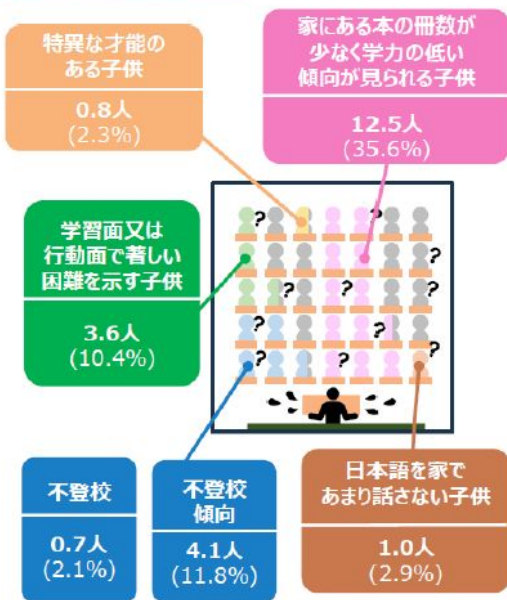 特異な才能の
ある子供
0.8人
(2.3%)
家にある本の冊数が
少なく学力の低い
傾向が見られる子供
12.5人
(35.6%)
学習面又は
行動面で著しい
困難を示す子供
3.6人
(10.4%)
?
?
?
?
?
?
?
?
?
?
?
不登校
0.7人
(2.1%)
不登校
傾向
4.1人
(11.8%)
日本語を家で
あまり話さない子供
1.0人
(2.9%)